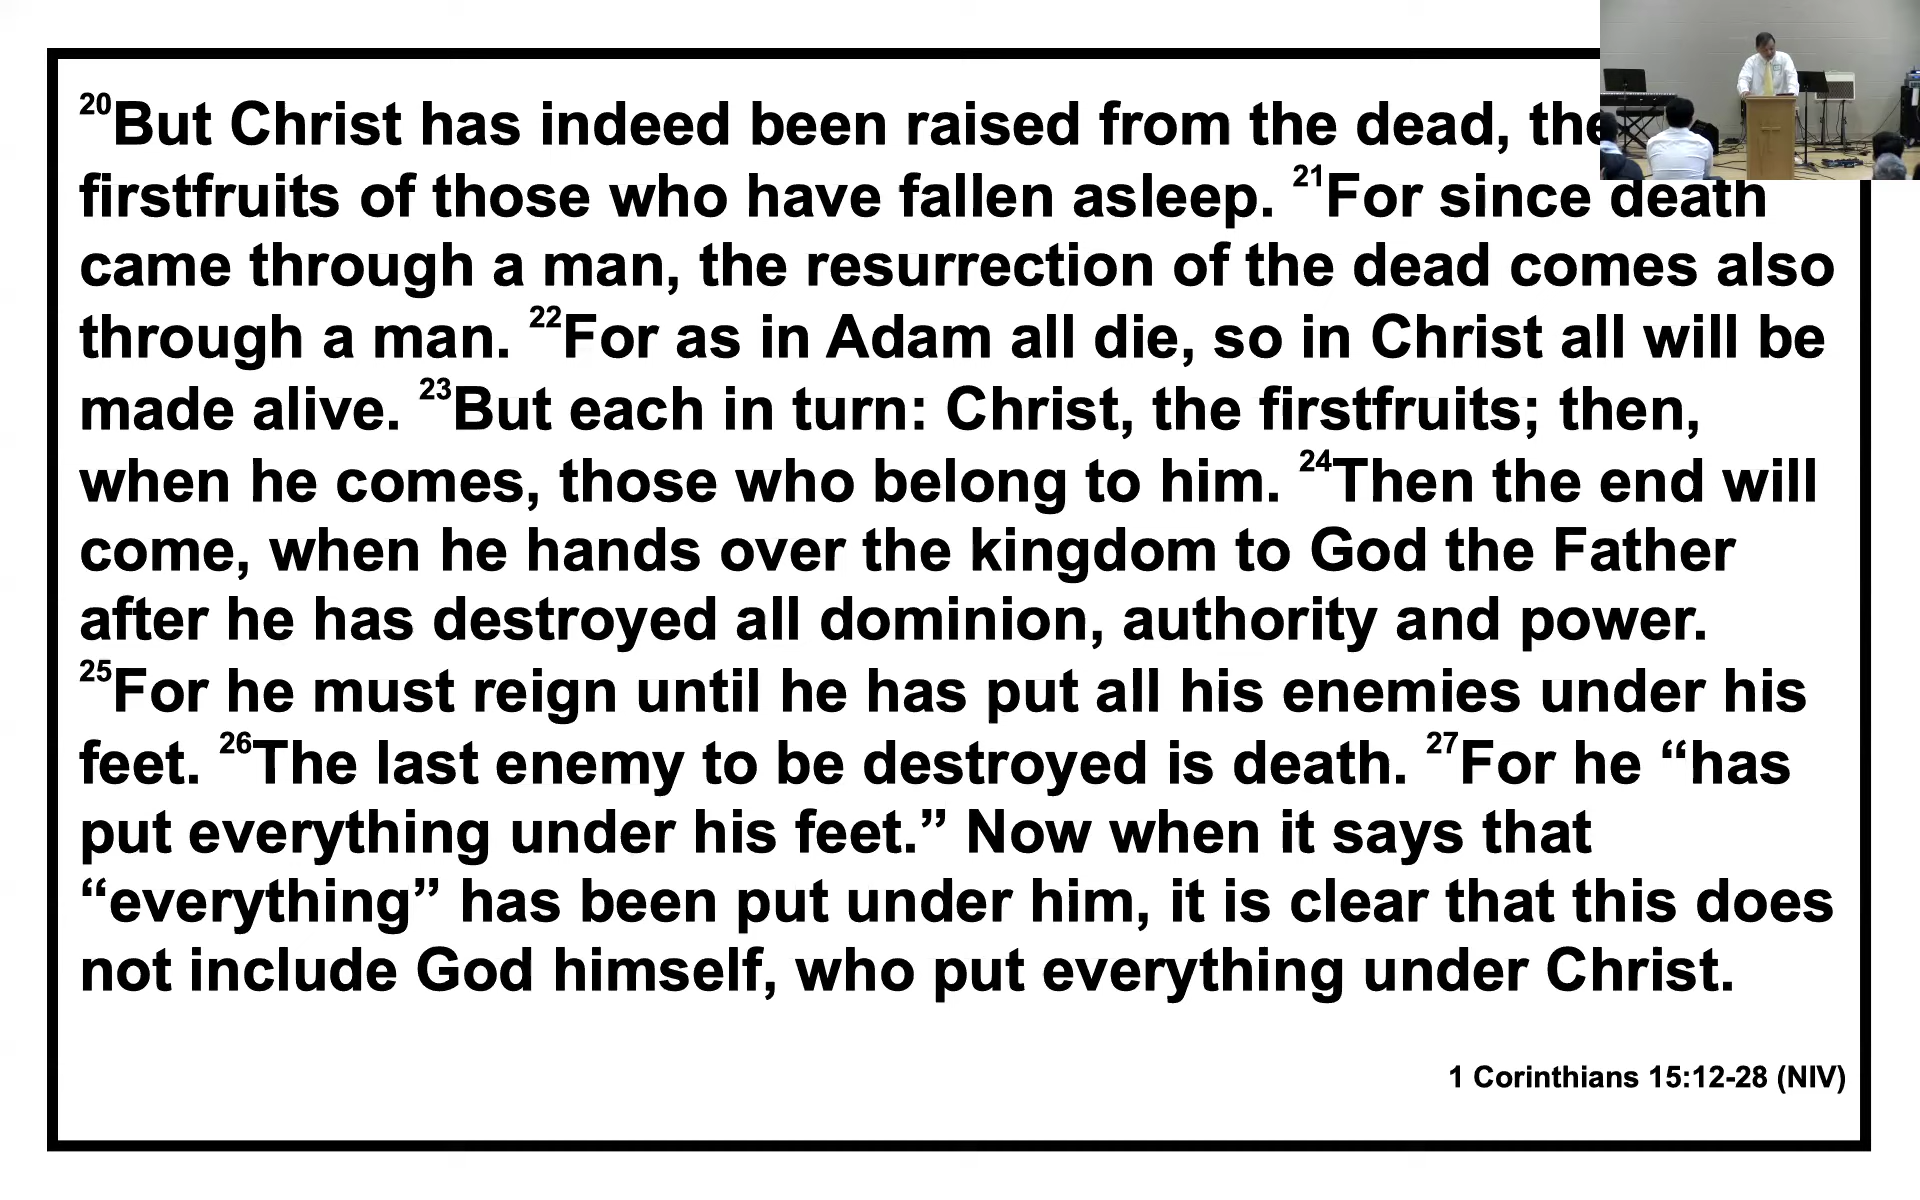 20But Christ has indeed been raised from the dead, the
firstfruits of those who have fallen asleep. 21For since death
came through a man, the resurrection of the dead comes also
through a man. 22For as in Adam all die, so in Christ all will be
made alive. 23But each in turn: Christ, the firstfruits; then,
when he comes, those who belong to him. 24Then the end will
come, when he hands over the kingdom to God the Father
after he has destroyed all dominion, authority and power.
25For he must reign until he has put all his enemies under his
feet. 26The last enemy to be destroyed is death. 27For he “has
put everything under his feet.” Now when it says that
“everything” has been put under him, it is clear that this does
not include God himself, who put everything under Christ.
1 Corinthians 15:12-28 (NIV)